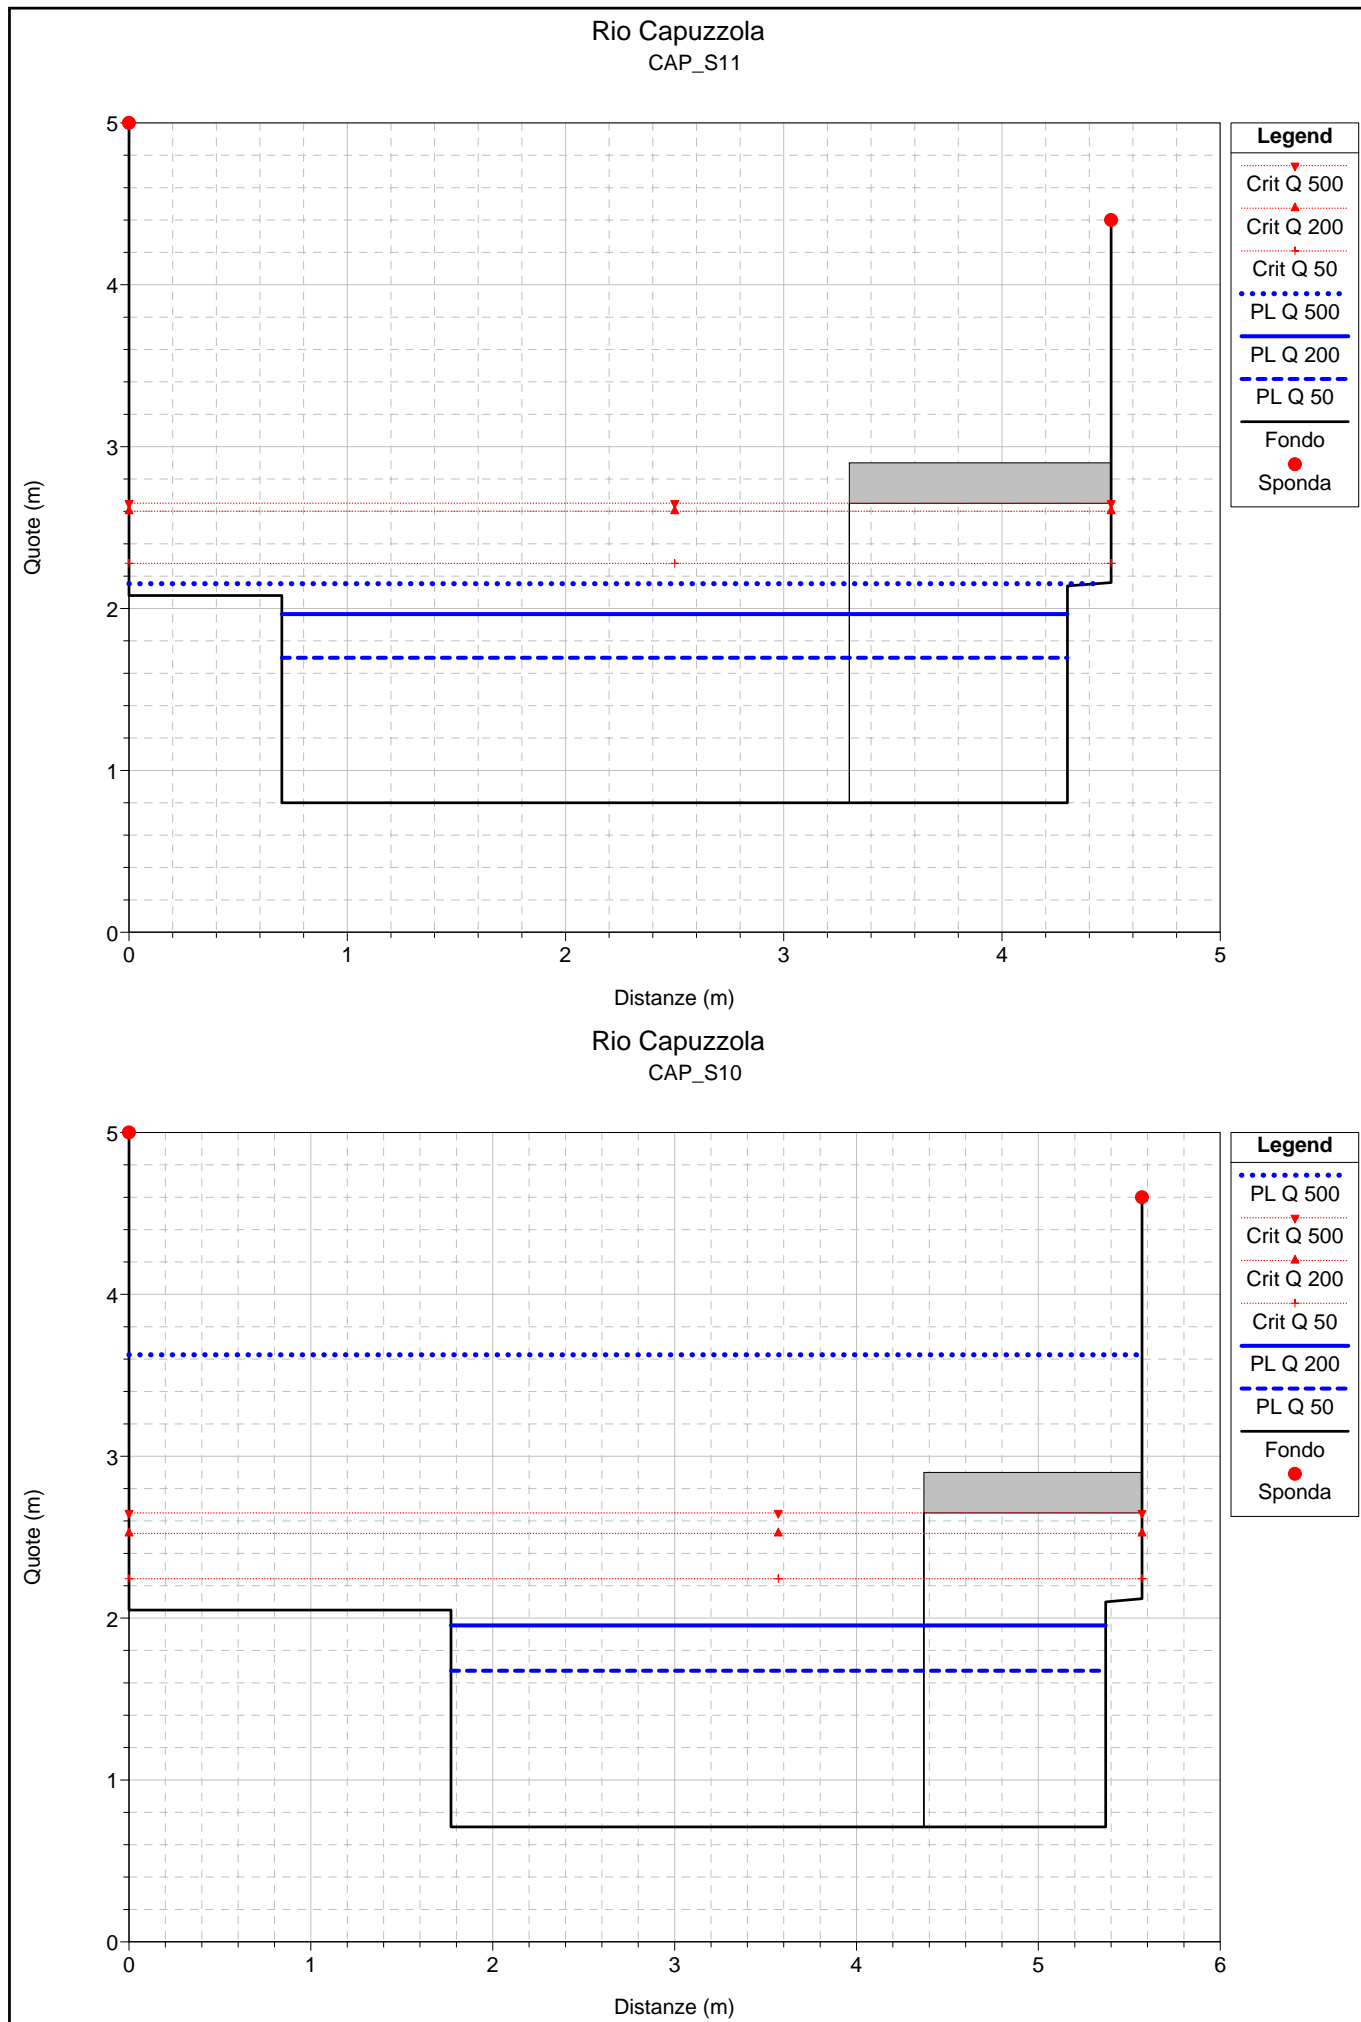 Rio Capuzzola
CAP_S11
5
4
3
2
1
0
Quote (m)
0 1 2 3 4 5
Distanze (m)
Legend
Crit Q 500
Crit Q 200
Crit Q 50
PL Q 500
PL Q 200
PL Q 50
Fondo
Sponda
Rio Capuzzola
CAP_S10
5
4
3
2
1
0
Quote (m)
0 1 2 3 4 5 6
Distanze (m)
Legend
PL Q 500
Crit Q 500
Crit Q 200
Crit Q 50
PL Q 200
PL Q 50
Fondo
Sponda